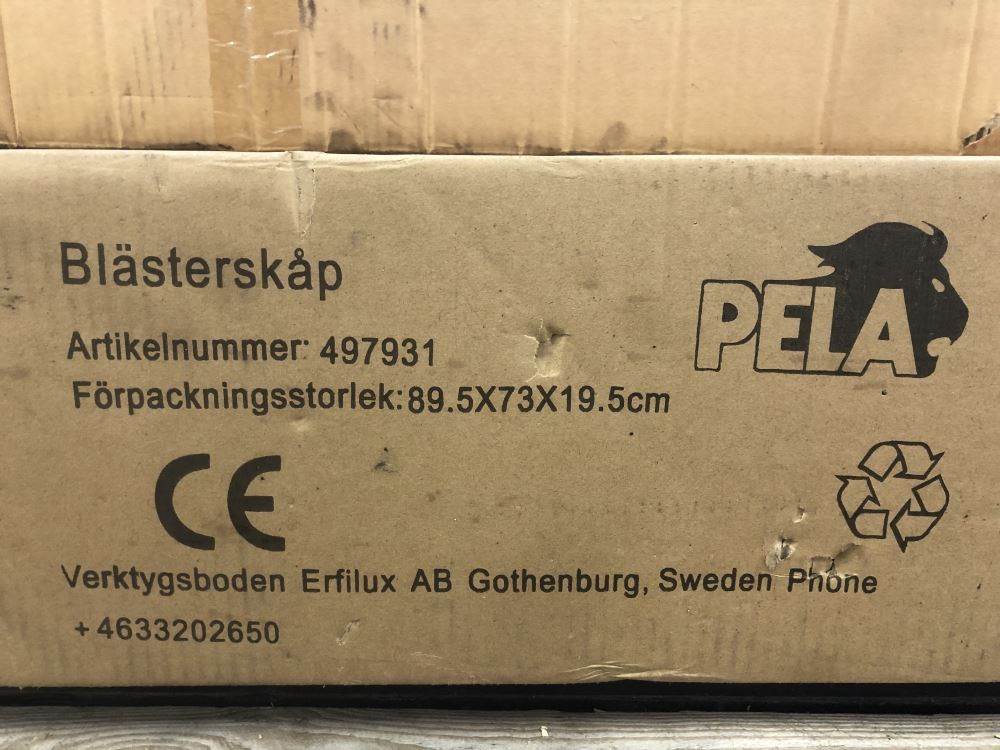 Blästerskåp
PELA
Artikelnummer: 497931
Förpackningsstorlek:89.5X73X19.5cm
CE
Verktygsboden Erfilux AB Gothenburg, Sweden Phone
+4633202650